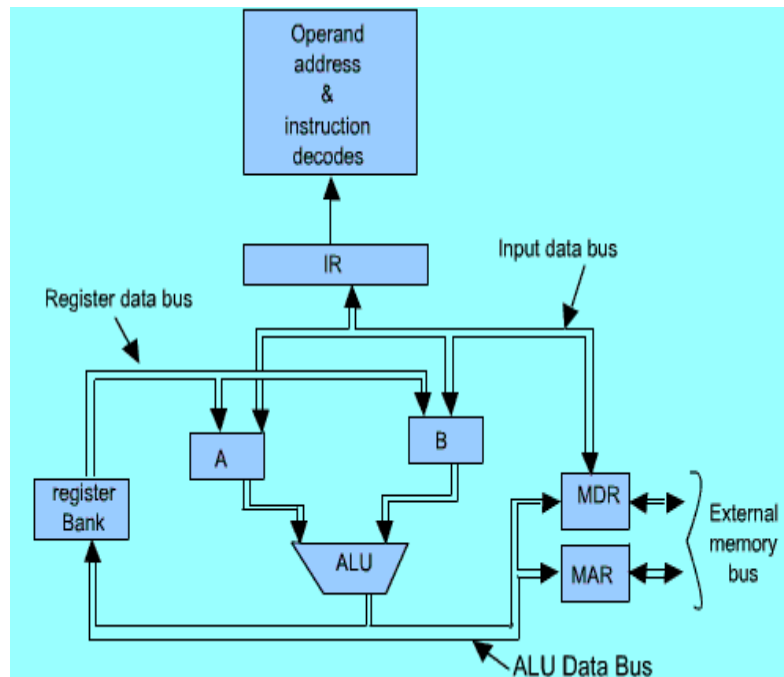 Operand
address
&
instruction
decodes
IR
Input data bus
Register data bus
A
B
register
Bank
MDR
External
memory
bus
ALU
MAR
ALU Data Bus